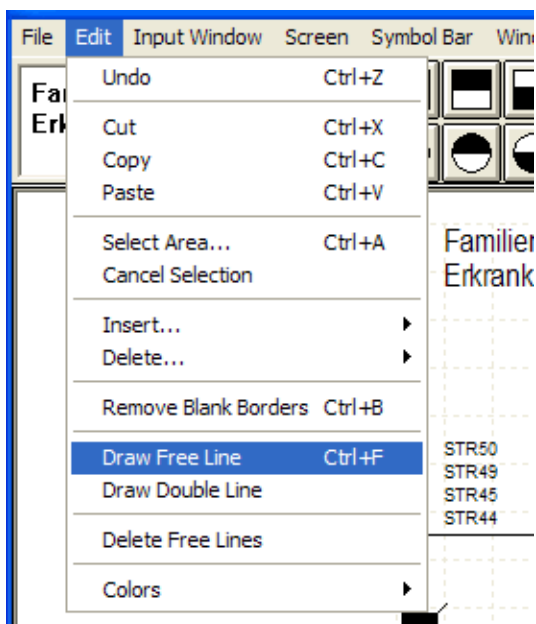 File Edit Input Window Screen Symbol Bar
Undo Ctrl+Z
Cut Ctrl+X
Copy Ctrl+C
Paste Ctrl+V
Select Area... Ctrl+A
Cancel Selection
Insert...
Delete...
Remove Blank Borders Ctrl+B
Draw Free Line Ctrl+F
Draw Double Line
Delete Free Lines
Colors
STR50
STR49
STR45
STR44